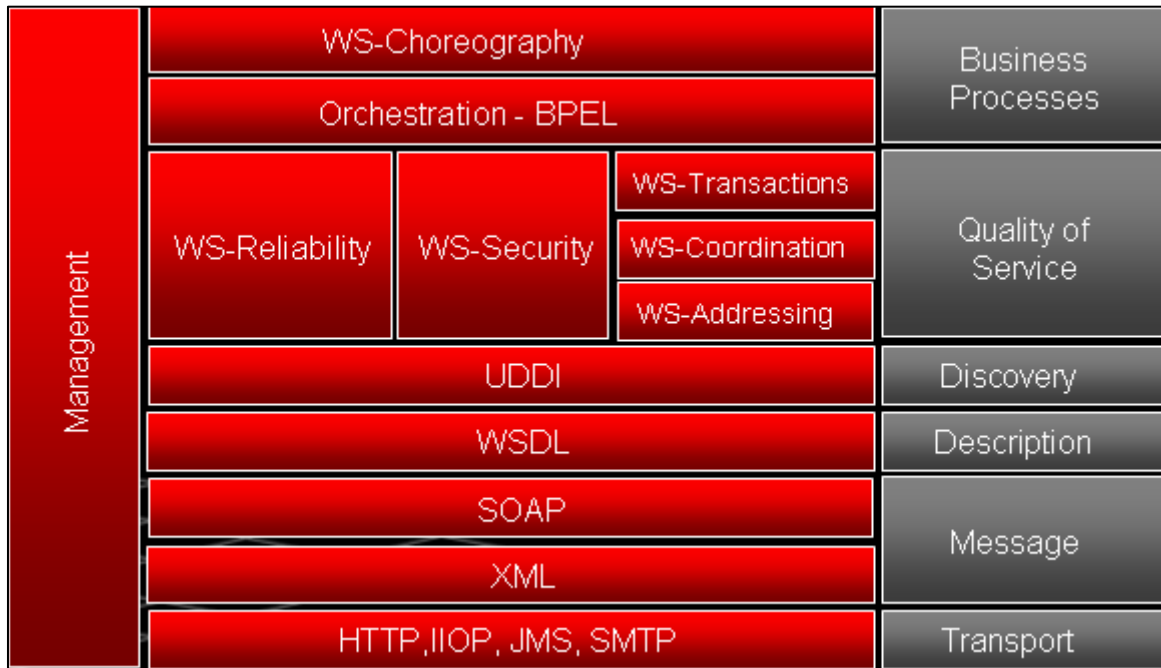 Management
WS-Choreography
Orchestration - BPEL
Business
Processes
WS-Reliability
WS-Security
WS-Transactions
WS-Coordination
WS-Addressing
Quality of
Service
UDDI
Discovery
WSDL
Description
SOAP
XML
Message
HTTP,IIOP, JMS, SMTP
Transport